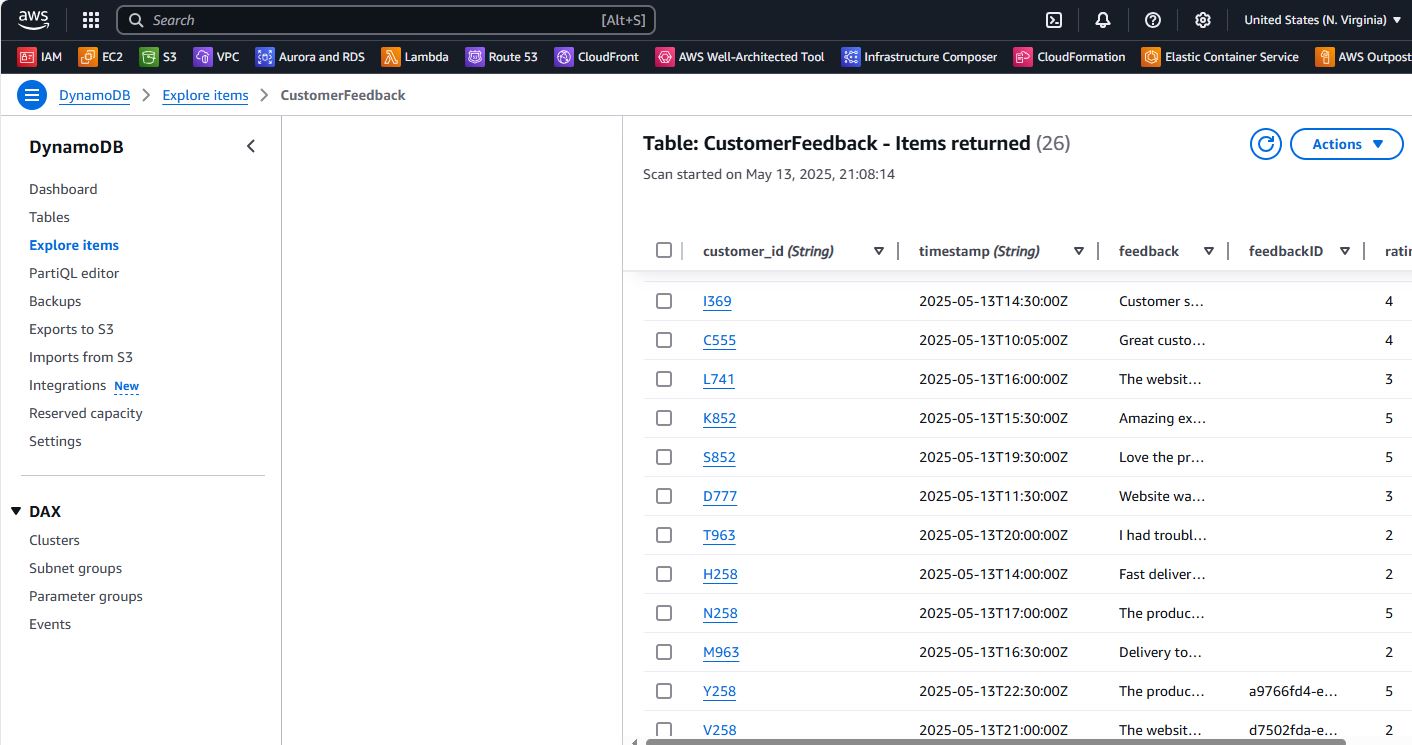 aws
Search [Alt+S] United States (N. Virginia)
IAM EC2 S3 VPC Aurora and RDS Lambda Route 53 CloudFront AWS Well-Architected Tool Infrastructure Composer CloudFormation Elastic Container Service AWS Outpost
DynamoDB Explore items CustomerFeedback
DynamoDB
Dashboard
Tables
Explore items
PartiQL editor
Backups
Exports to S3
Imports from S3
Integrations New
Reserved capacity
Settings
DAX
Clusters
Subnet groups
Parameter groups
Events
Table: CustomerFeedback - Items returned (26)
Actions
Scan started on May 13, 2025, 21:08:14
customer_id (String) timestamp (String) feedback feedbackID ratin
I369 2025-05-13T14:30:00Z Customer s... 4
C555 2025-05-13T10:05:00Z Great custo... 4
L741 2025-05-13T16:00:00Z The websit... 3
K852 2025-05-13T15:30:00Z Amazing ex... 5
S852 2025-05-13T19:30:00Z Love the pr... 5
D777 2025-05-13T11:30:00Z Website wa... 3
T963 2025-05-13T20:00:00Z I had troubl... 2
H258 2025-05-13T14:00:00Z Fast deliver... 2
N258 2025-05-13T17:00:00Z The produc... 5
M963 2025-05-13T16:30:00Z Delivery to... 2
Y258 2025-05-13T22:30:00Z The produc... a9766fd4-e... 5
V258 2025-05-13T21:00:00Z The websit... d7502fda-e... 2